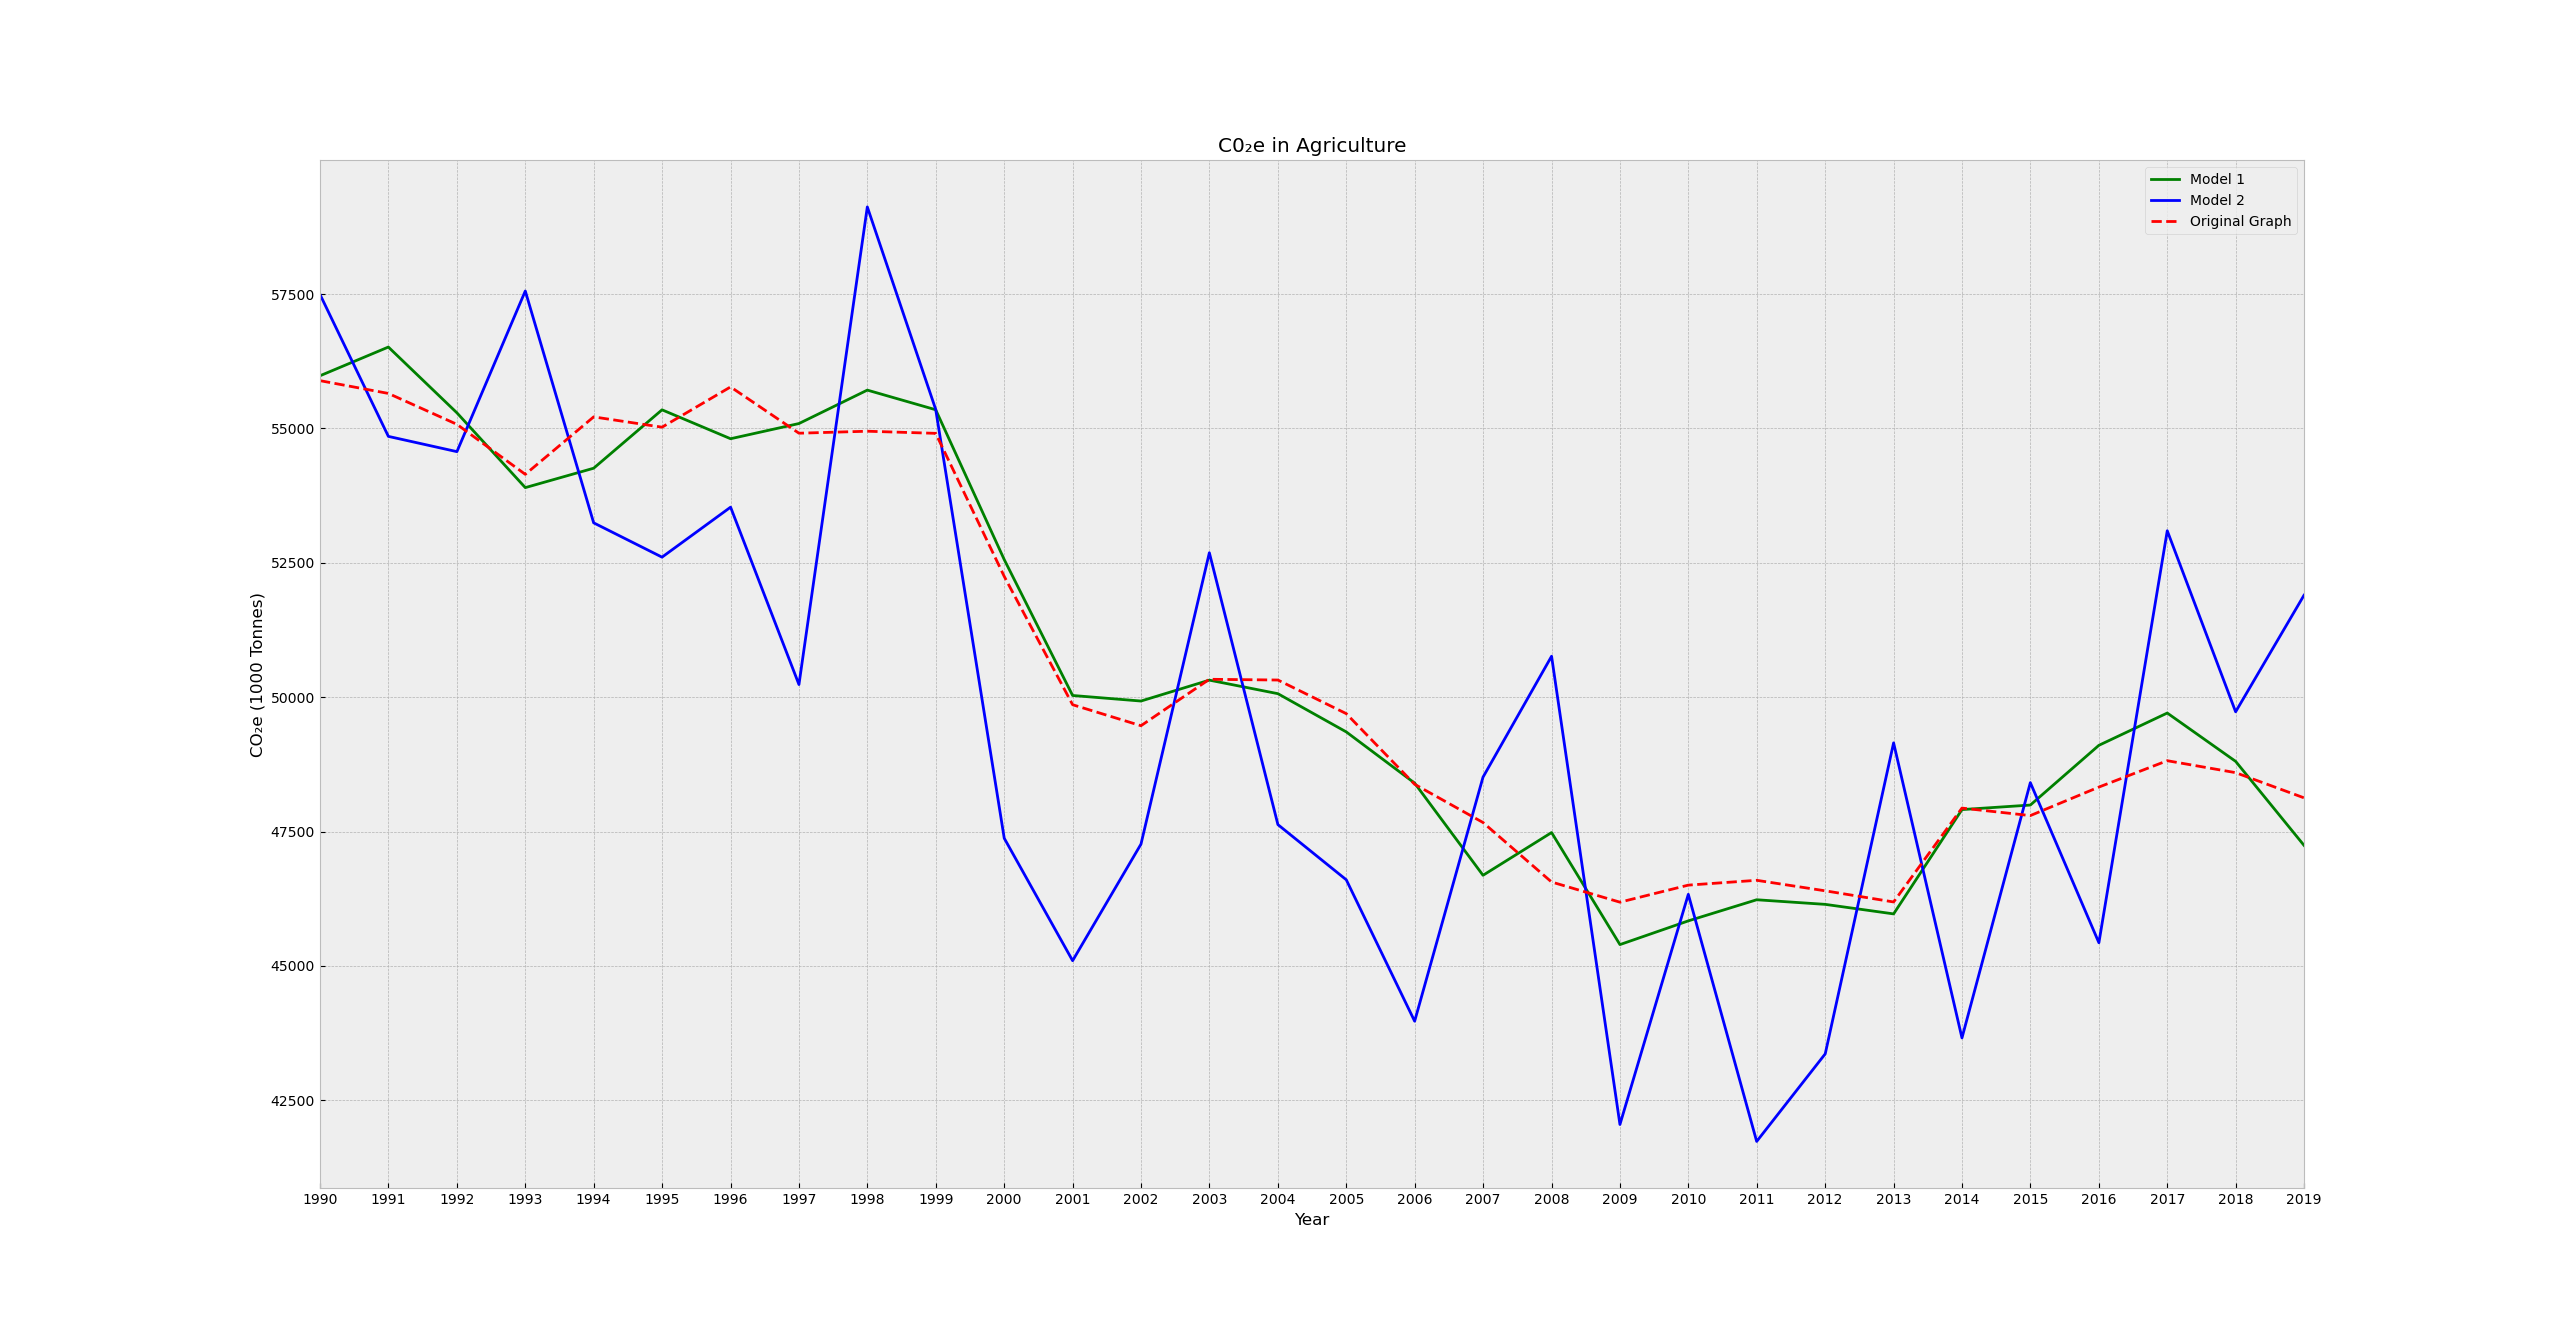 C0₂e in Agriculture
Model 1
Model 2
Original Graph
CO₂e (1000 Tonnes)
57500
55000
52500
50000
47500
45000
42500
1990 1991 1992 1993 1994 1995 1996 1997 1998 1999 2000 2001 2002 2003 2004 2005 2006 2007 2008 2009 2010 2011 2012 2013 2014 2015 2016 2017 2018 2019
Year